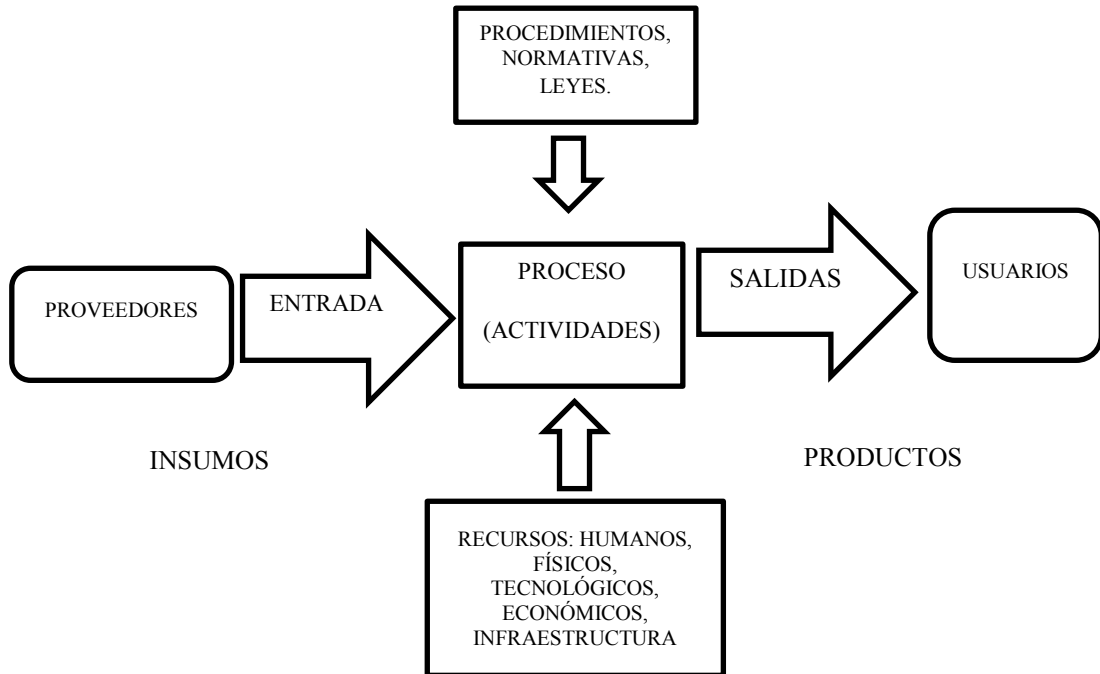 PROCEDIMIENTOS,
NORMATIVAS,
LEYES.
PROVEEDORES
ENTRADA
PROCESO
(ACTIVIDADES)
SALIDAS
USUARIOS
INSUMOS
PRODUCTOS
RECURSOS: HUMANOS,
FÍSICOS,
TECNOLÓGICOS,
ECONÓMICOS,
INFRAESTRUCTURA